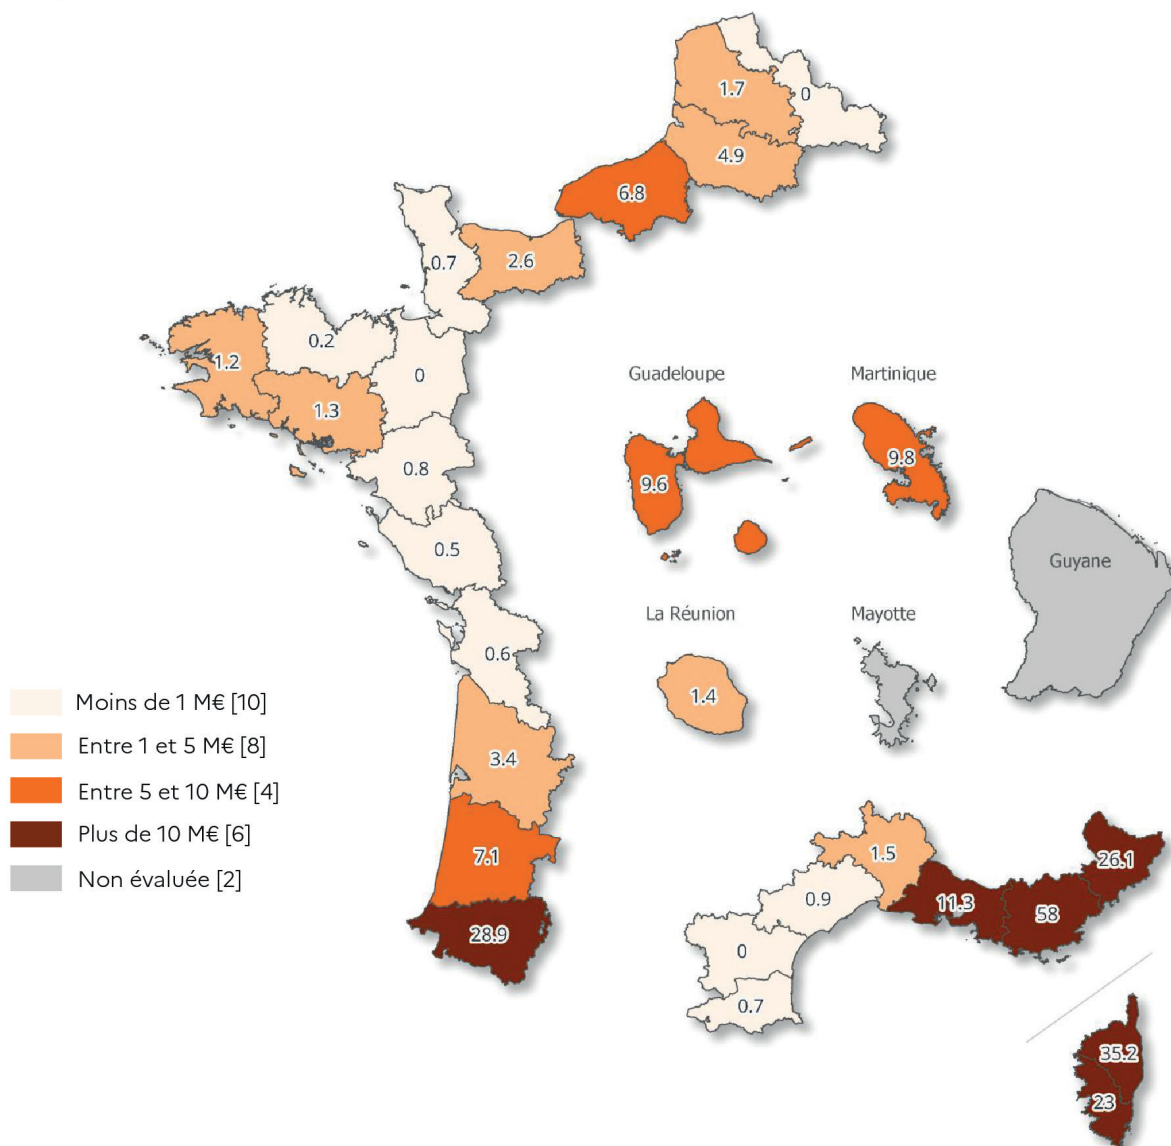 1.7
0
4.9
6.8
0.7
2.6
0.2
1.2
0
1.3
0.8
0.5
0.6
3.4
7.1
28.9
Guadeloupe
9.6
Martinique
9.8
Guyane
La Réunion
1.4
Mayotte
Moins de 1 M€ [10]
Entre 1 et 5 M€ [8]
Entre 5 et 10 M€ [4]
Plus de 10 M€ [6]
Non évaluée [2]
1.5
26.1
0.9
11.3
58
0
0.7
35.2
23